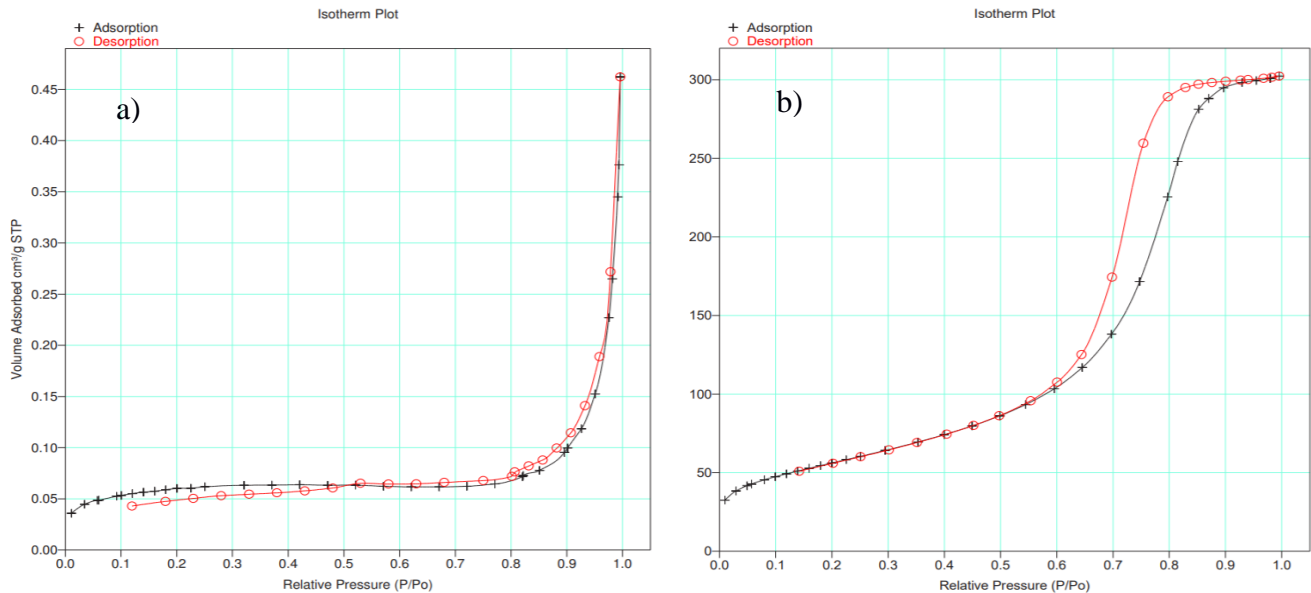 Isotherm Plot
+ Adsorption
○ Desorption
a)
0.45
0.40
0.35
0.30
0.25
0.20
0.15
0.10
0.05
0.00
Volume Adsorbed cm³/g STP
0.0 0.1 0.2 0.3 0.4 0.5 0.6 0.7 0.8 0.9 1.0
Relative Pressure (P/Po)
Isotherm Plot
+ Adsorption
○ Desorption
b)
300
250
200
150
100
50
0
0.0 0.1 0.2 0.3 0.4 0.5 0.6 0.7 0.8 0.9 1.0
Relative Pressure (P/Po)